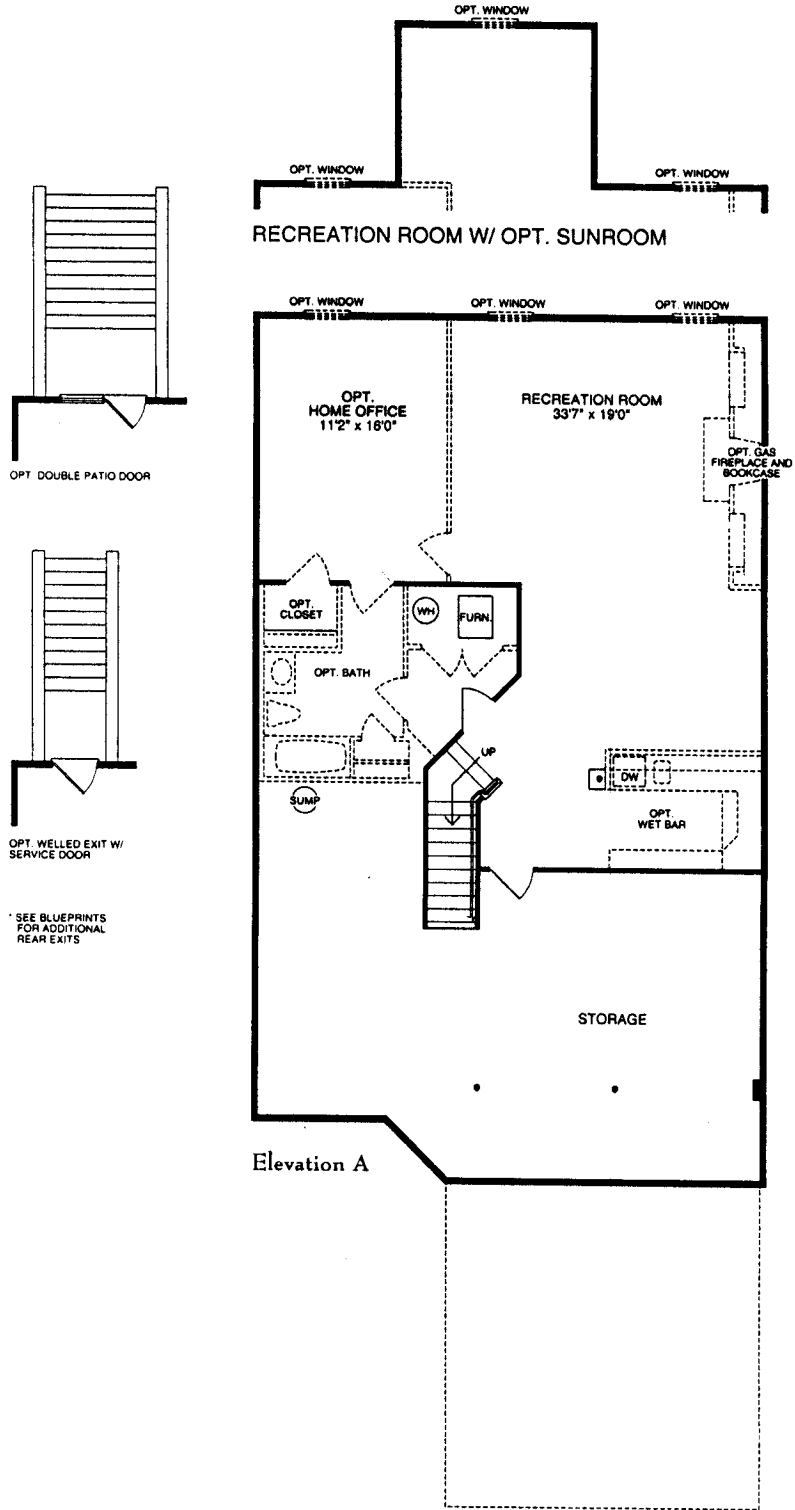 OPT. WINDOW
OPT. WINDOW
OPT. WINDOW
RECREATION ROOM W/ OPT. SUNROOM
OPT. WINDOW
OPT. WINDOW
OPT. WINDOW
OPT.
HOME OFFICE
11'2" x 16'0"
RECREATION ROOM
33'7" x 19'0"
OPT. GAS
FIREPLACE AND
BOOKCASE
OPT DOUBLE PATIO DOOR
OPT.
CLOSET
WH
FURN.
OPT. BATH
UP
DW
SUMP
OPT.
WET BAR
OPT. WELLED EXIT W/
SERVICE DOOR
* SEE BLUEPRINTS
FOR ADDITIONAL
REAR EXITS
STORAGE
Elevation A